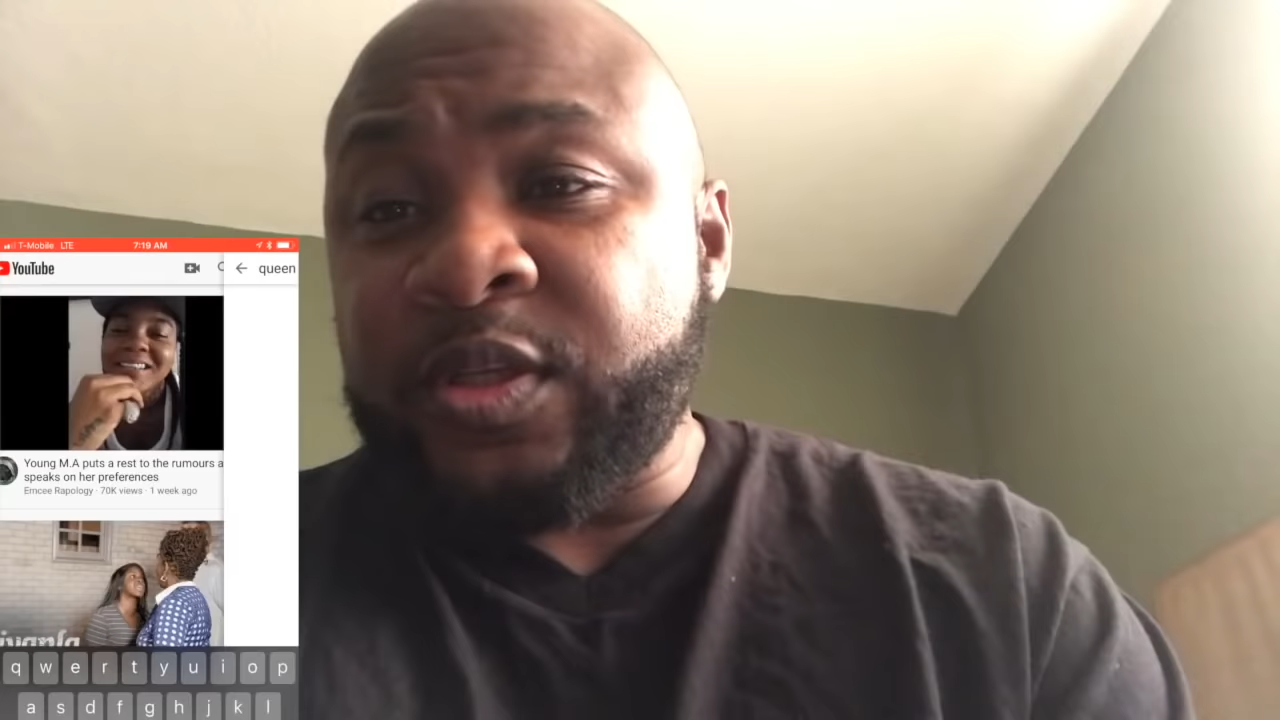 T-Mobile LTE 7:19 AM
YouTube
queen
Young M.A puts a rest to the rumours a
speaks on her preferences
Emcee Rapology · 70K views · 1 week ago
q w e r t y u i o p
a s d f g h j k l